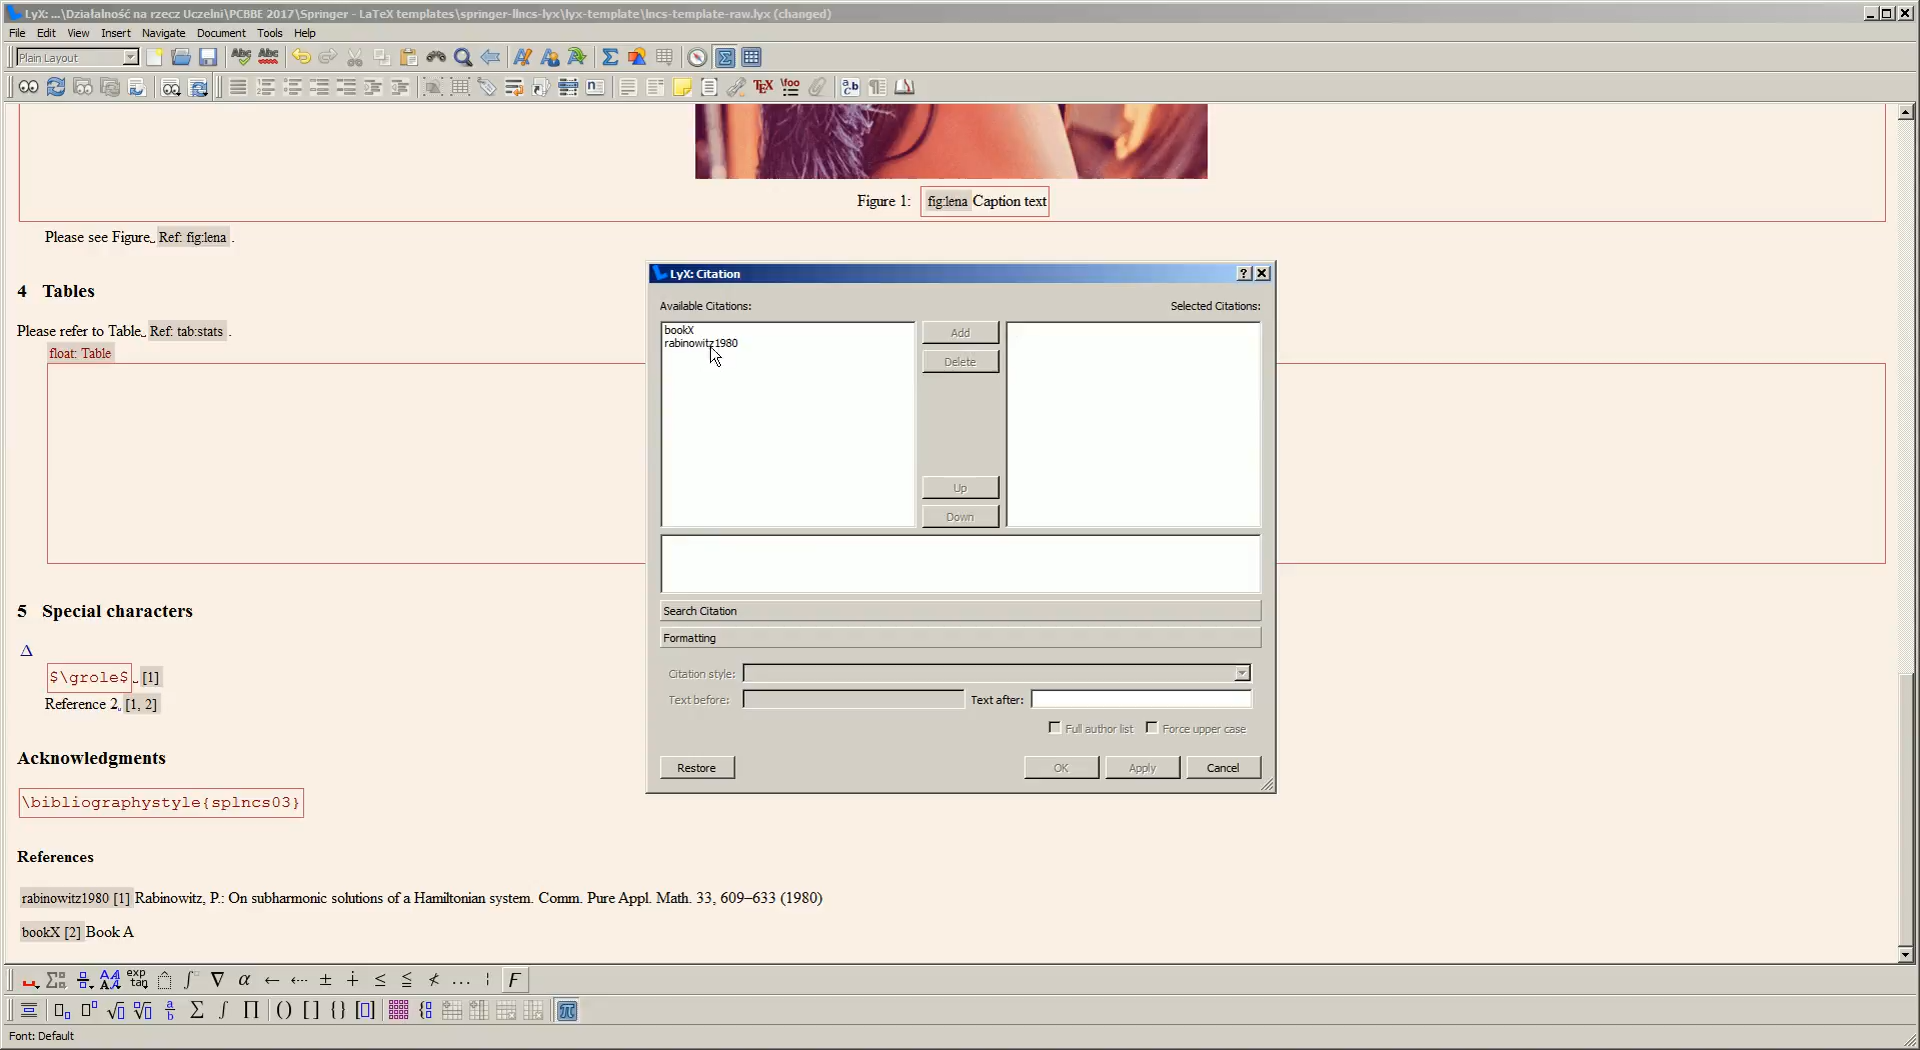 LyX: ...\Działalność na rzecz Uczelni\PCBBE 2017\Springer - LaTeX templates\springer-llncs-lyx\lyx-template\lncs-template-raw.lyx (changed)
File Edit View Insert Navigate Document Tools Help
Plain Layout
Figure 1: fig:lena Caption text
Please see Figure Ref: fig:lena .
4 Tables
Please refer to Table Ref: tab:stats .
float: Table
5 Special characters
Δ
$\grole$ [1]
Reference 2 [1, 2]
Acknowledgments
\bibliographystyle{splncs03}
References
rabinowitz1980 [1] Rabinowitz, P.: On subharmonic solutions of a Hamiltonian system. Comm. Pure Appl. Math. 33, 609–633 (1980)
bookX [2] Book A
LyX: Citation
Available Citations: Selected Citations:
bookX
rabinowitz1980
Add
Delete
Up
Down
Search Citation
Formatting
Citation style:
Text before: Text after:
Full author list Force upper case
Restore OK Apply Cancel
Font: Default